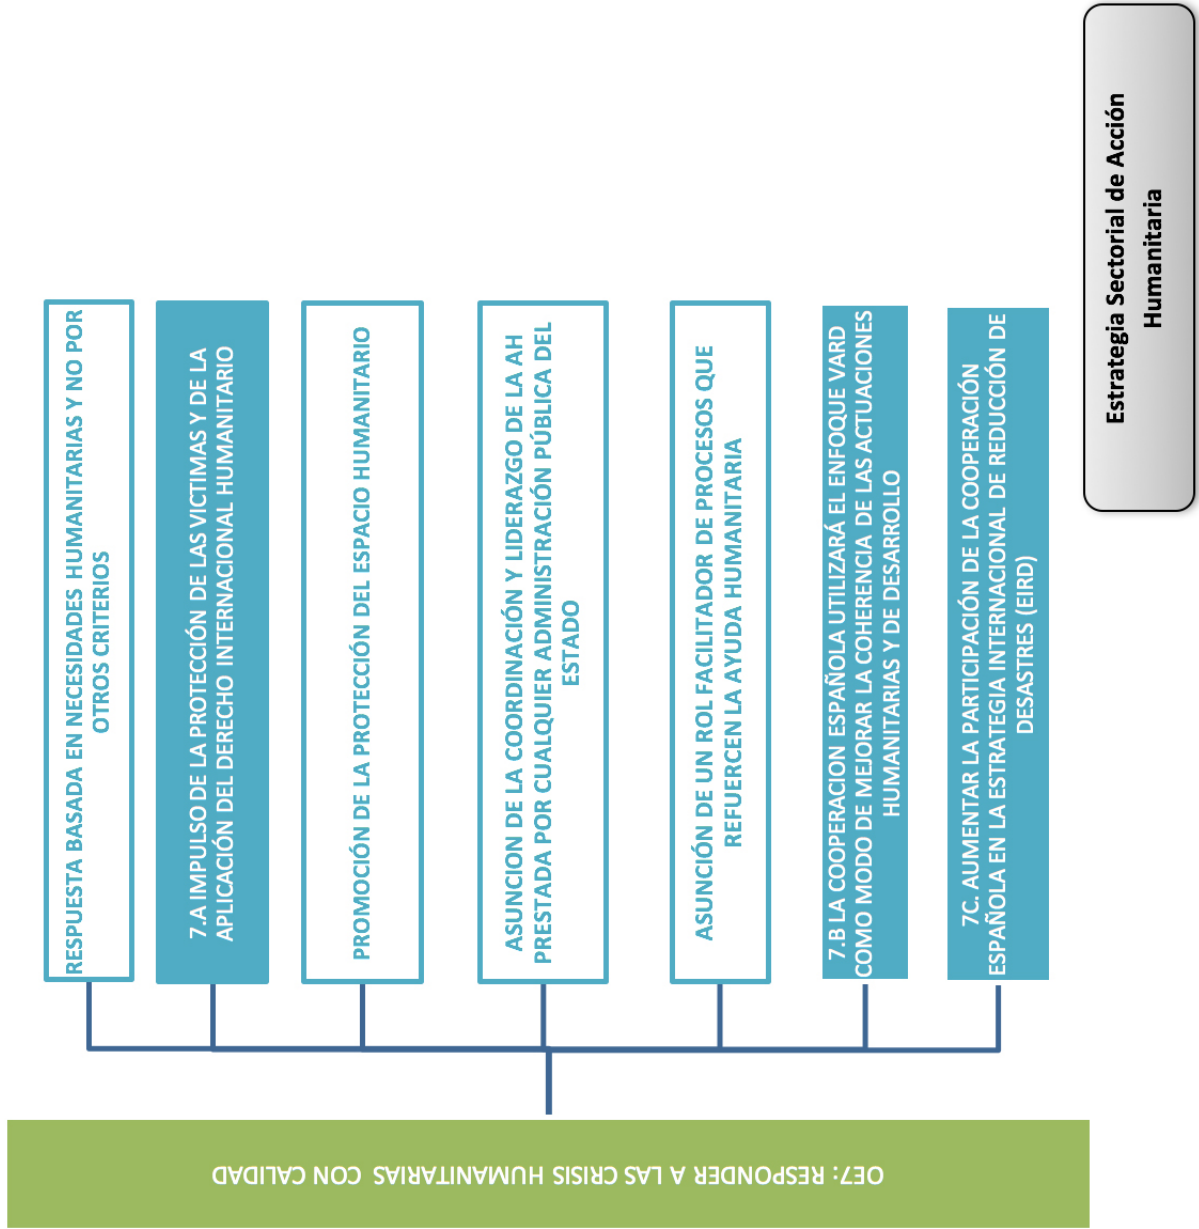 OE7: RESPONDER A LAS CRISIS HUMANITARIAS CON CALIDAD
RESPUESTA BASADA EN NECESIDADES HUMANITARIAS Y NO POR
OTROS CRITERIOS
7.A IMPULSO DE LA PROTECCIÓN DE LAS VICTIMAS Y DE LA
APLICACIÓN DEL DERECHO INTERNACIONAL HUMANITARIO
PROMOCIÓN DE LA PROTECCIÓN DEL ESPACIO HUMANITARIO
ASUNCION DE LA COORDINACIÓN Y LIDERAZGO DE LA AH
PRESTADA POR CUALQUIER ADMINISTRACIÓN PÚBLICA DEL
ESTADO
ASUNCIÓN DE UN ROL FACILITADOR DE PROCESOS QUE
REFUERCEN LA AYUDA HUMANITARIA
7.B LA COOPERACION ESPAÑOLA UTILIZARÁ EL ENFOQUE VARD
COMO MODO DE MEJORAR LA COHERENCIA DE LAS ACTUACIONES
HUMANITARIAS Y DE DESARROLLO
7C. AUMENTAR LA PARTICIPACIÓN DE LA COOPERACIÓN
ESPAÑOLA EN LA ESTRATEGIA INTERNACIONAL DE REDUCCIÓN DE
DESASTRES (EIRD)
Estrategia Sectorial de Acción
Humanitaria